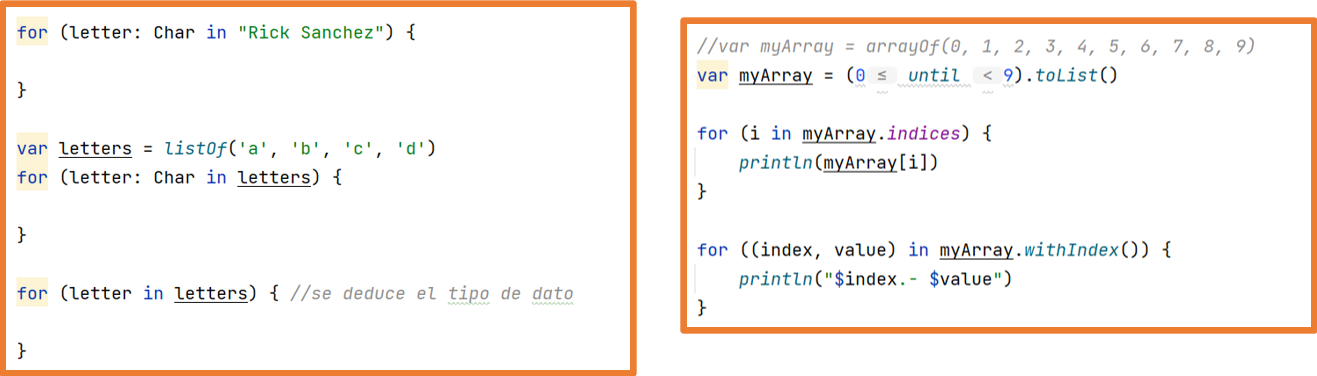 for (letter: Char in "Rick Sanchez") {
}
var letters = listOf('a', 'b', 'c', 'd')
for (letter: Char in letters) {
}
for (letter in letters) { //se deduce el tipo de dato
}
//var myArray = arrayOf(0, 1, 2, 3, 4, 5, 6, 7, 8, 9)
var myArray = (0 ≤ until < 9).toList()
for (i in myArray.indices) {
println(myArray[i])
}
for ((index, value) in myArray.withIndex()) {
println("$index.- $value")
}